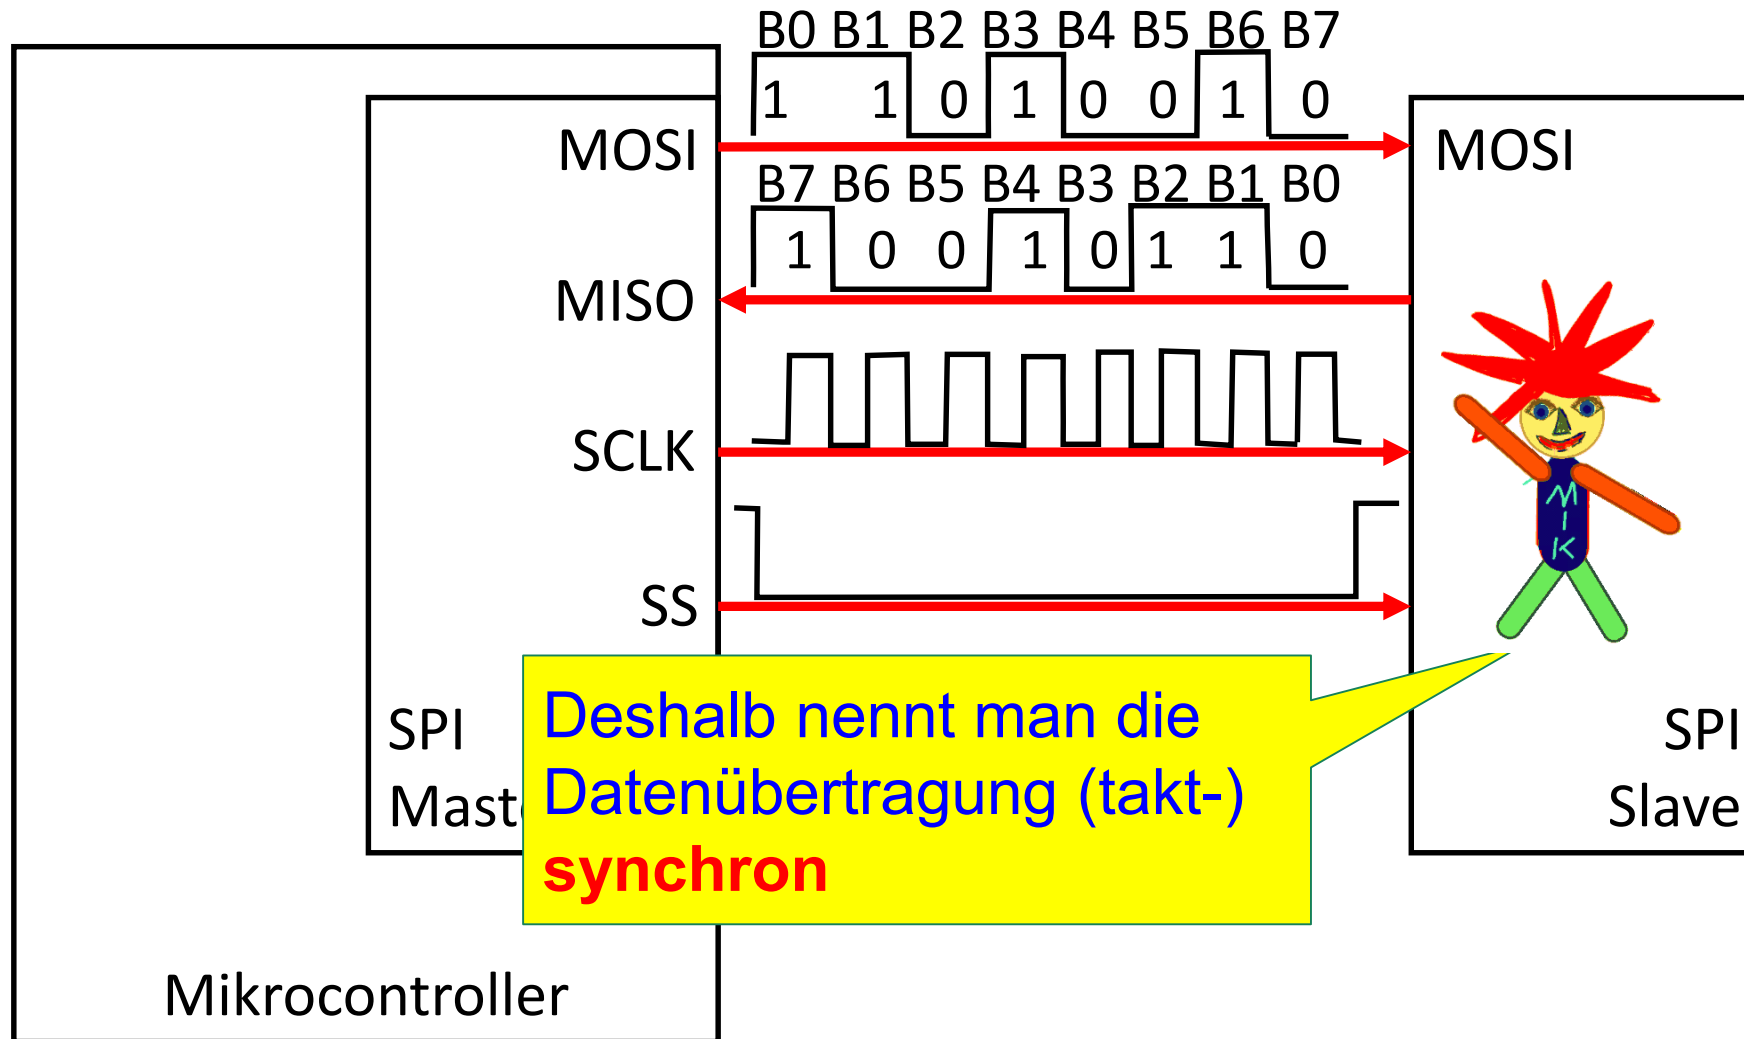 B0 B1 B2 B3 B4 B5 B6 B7
1 1 0 1 0 0 1 0
MOSI
MOSI
B7 B6 B5 B4 B3 B2 B1 B0
1 0 0 1 0 1 1 0
MISO
SCLK
SS
MIK
SPI
Mast
Deshalb nennt man die
Datenübertragung (takt-)
synchron
SPI
Slave
Mikrocontroller